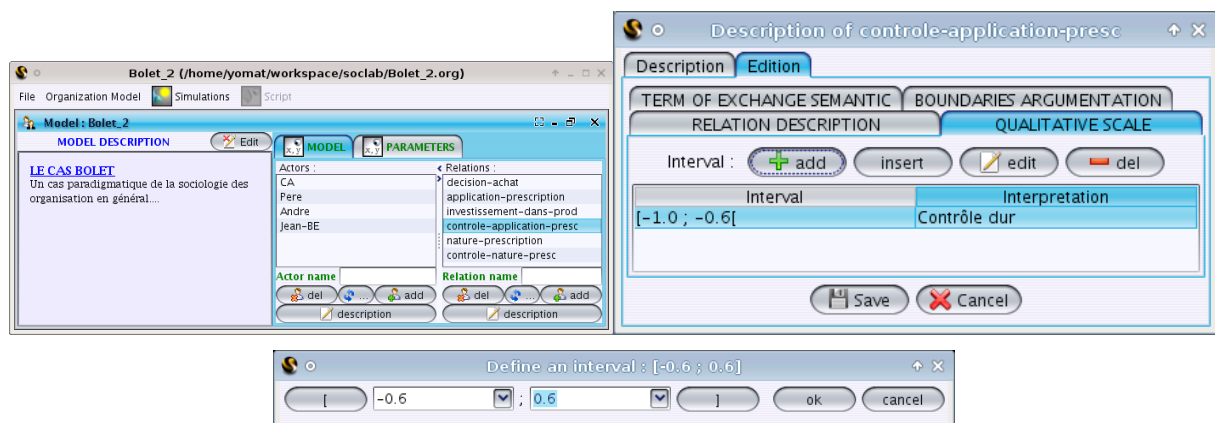 Bolet_2 (/home/yomat/workspace/soclab/Bolet_2.org)
File Organization Model Simulations Script
Model : Bolet_2
MODEL DESCRIPTION Edit
LE CAS BOLET
Un cas paradigmatique de la sociologie des
organisation en général....
MODEL PARAMETERS
Actors :
CA
Pere
Andre
Jean-BE
Actor name
del ... add
description
Relations :
decision-achat
application-prescription
investissement-dans-prod
controle-application-presc
nature-prescription
controle-nature-presc
Relation name
del ... add
description
Description of controle-application-presc
Description Edition
TERM OF EXCHANGE SEMANTIC BOUNDARIES ARGUMENTATION
RELATION DESCRIPTION QUALITATIVE SCALE
Interval : add insert edit del
Interval Interpretation
[-1.0 ; -0.6[ Contrôle dur
Save Cancel
Define an interval : [-0.6 ; 0.6]
[ -0.6 ; 0.6 ] ok cancel